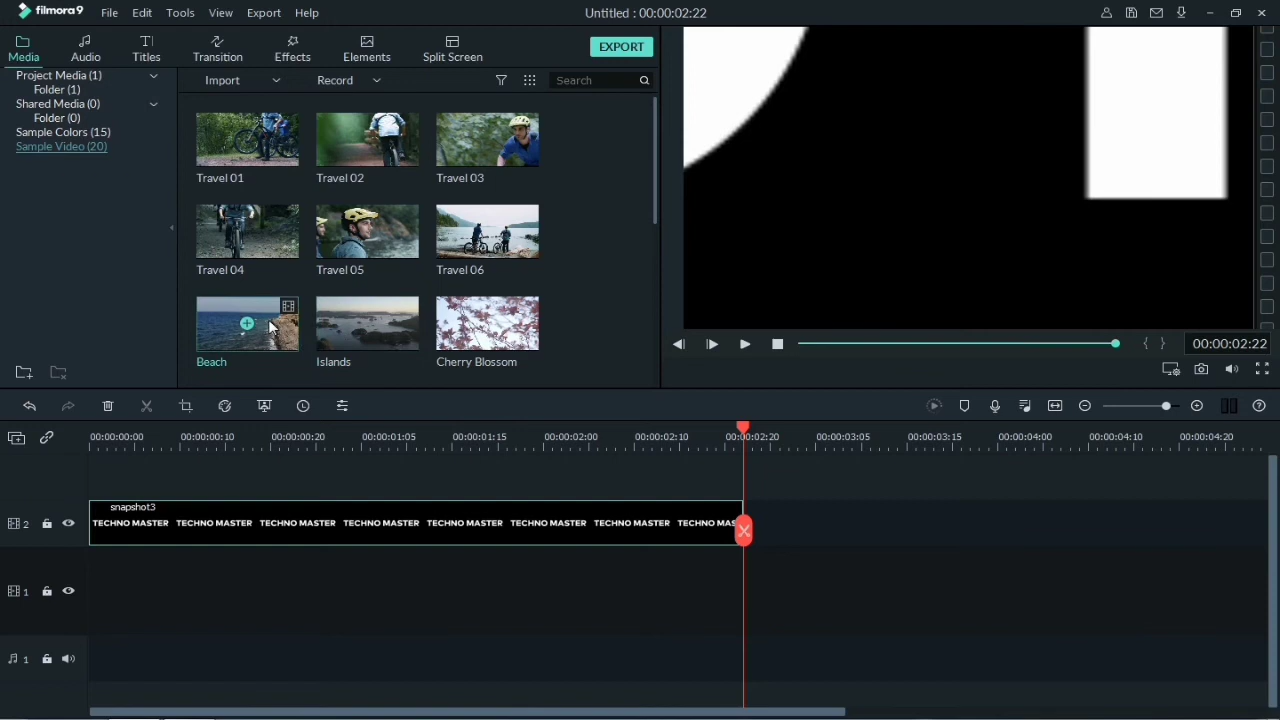 filmora9 File Edit Tools View Export Help Untitled : 00:00:02:22
Media Audio Titles Transition Effects Elements Split Screen EXPORT
Project Media (1)
Folder (1)
Shared Media (0)
Folder (0)
Sample Colors (15)
Sample Video (20)
Import Record Search
Travel 01 Travel 02 Travel 03
Travel 04 Travel 05 Travel 06
Beach Islands Cherry Blossom
00:00:02:22
00:00:00:00 00:00:00:10 00:00:00:20 00:00:01:05 00:00:01:15 00:00:02:00 00:00:02:10 00:00:02:20 00:00:03:05 00:00:03:15 00:00:04:00 00:00:04:10 00:00:04:20
snapshot3
2 TECHNO MASTER TECHNO MASTER TECHNO MASTER TECHNO MASTER TECHNO MASTER TECHNO MASTER TECHNO MASTER TECHNO MAS
1
1